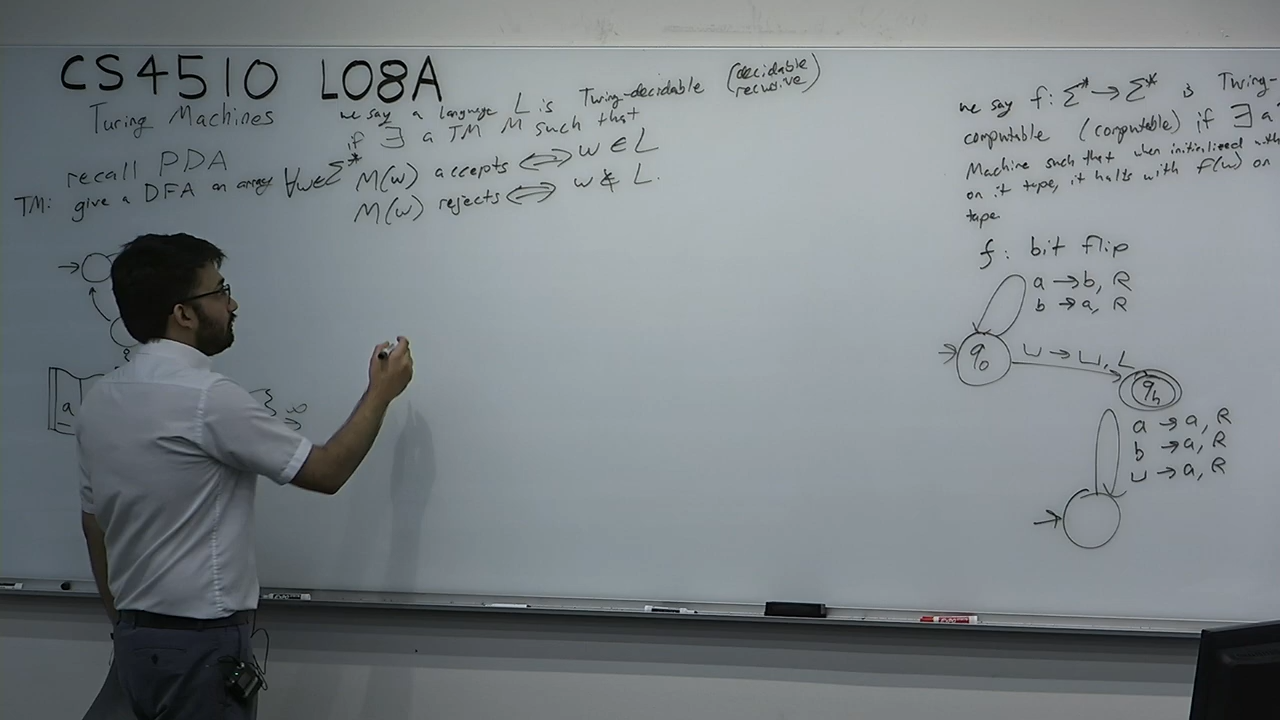 CS4510 L08A
Turing Machines
recall PDA
TM: give a DFA an array
a
∞
we say a language L is Turing-decidable (decidable
recursive)
if ∃ a TM M such that
∀w∈Σ* M(w) accepts ⟺ w ∈ L
M(w) rejects ⟺ w ∉ L.
we say f: Σ* → Σ* is Turing-
computable (computable) if ∃ a
Machine such that when initialized with
on it tape, it halts with f(w) on
tape
f: bit flip
a → b, R
b → a, R
q0
⊔ → ⊔, L
qh
a → a, R
b → a, R
⊔ → a, R